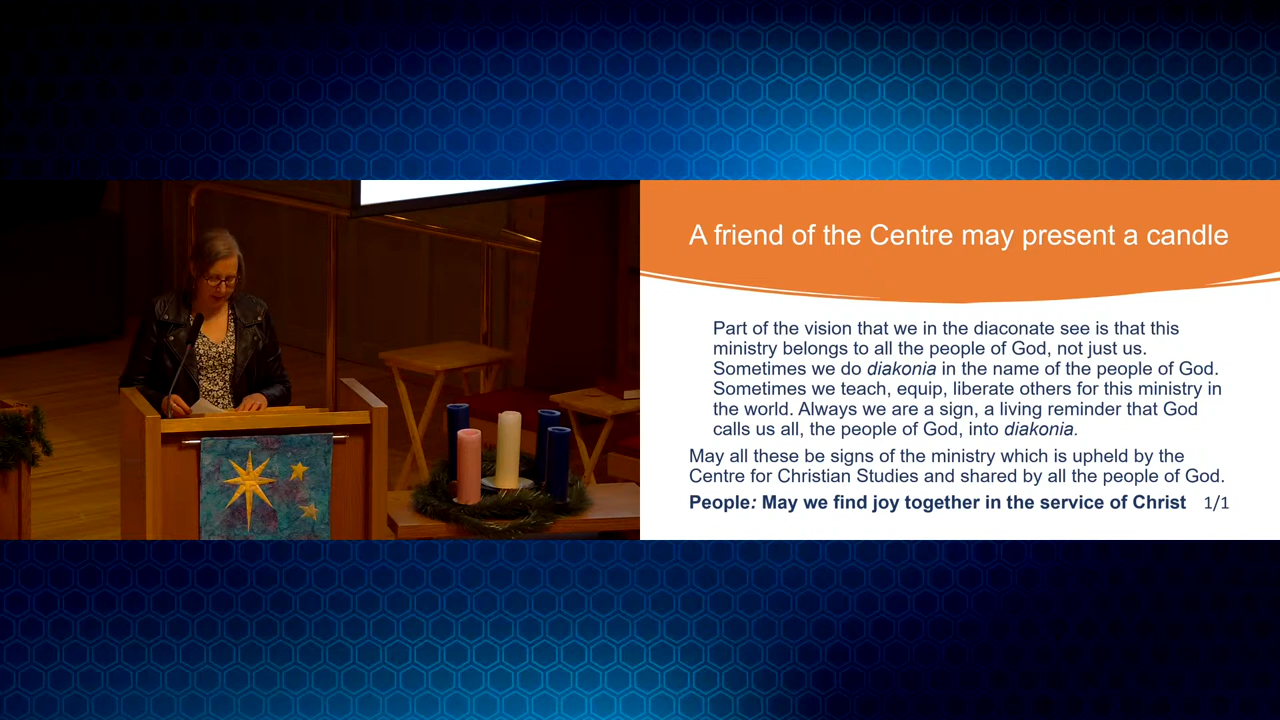 A friend of the Centre may present a candle
Part of the vision that we in the diaconate see is that this
ministry belongs to all the people of God, not just us.
Sometimes we do diakonia in the name of the people of God.
Sometimes we teach, equip, liberate others for this ministry in
the world. Always we are a sign, a living reminder that God
calls us all, the people of God, into diakonia.
May all these be signs of the ministry which is upheld by the
Centre for Christian Studies and shared by all the people of God.
People: May we find joy together in the service of Christ 1/1